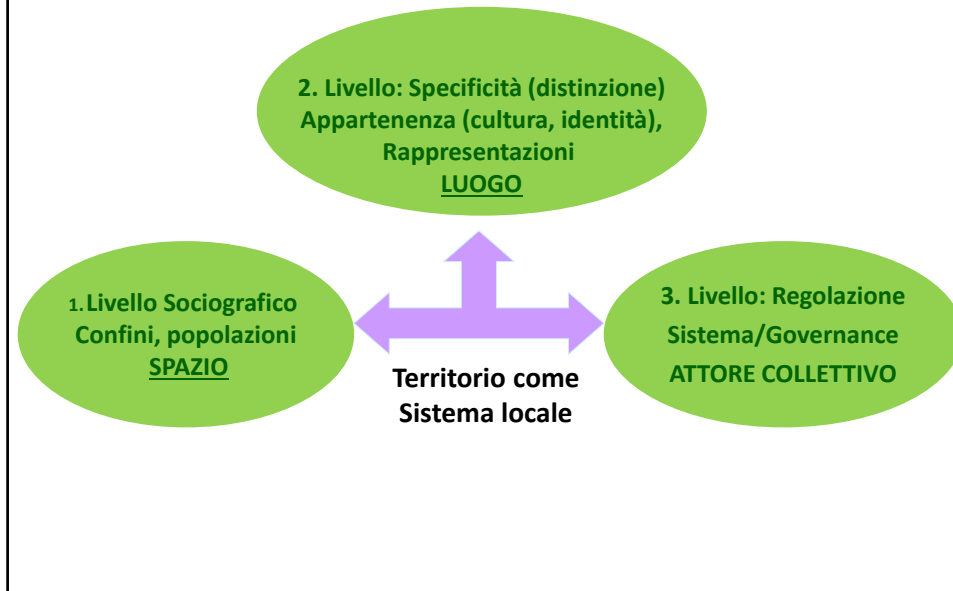 2. Livello: Specificità (distinzione)
Appartenenza (cultura, identità),
Rappresentazioni
LUOGO
1. Livello Sociografico
Confini, popolazioni
SPAZIO
3. Livello: Regolazione
Sistema/Governance
ATTORE COLLETTIVO
Territorio come
Sistema locale